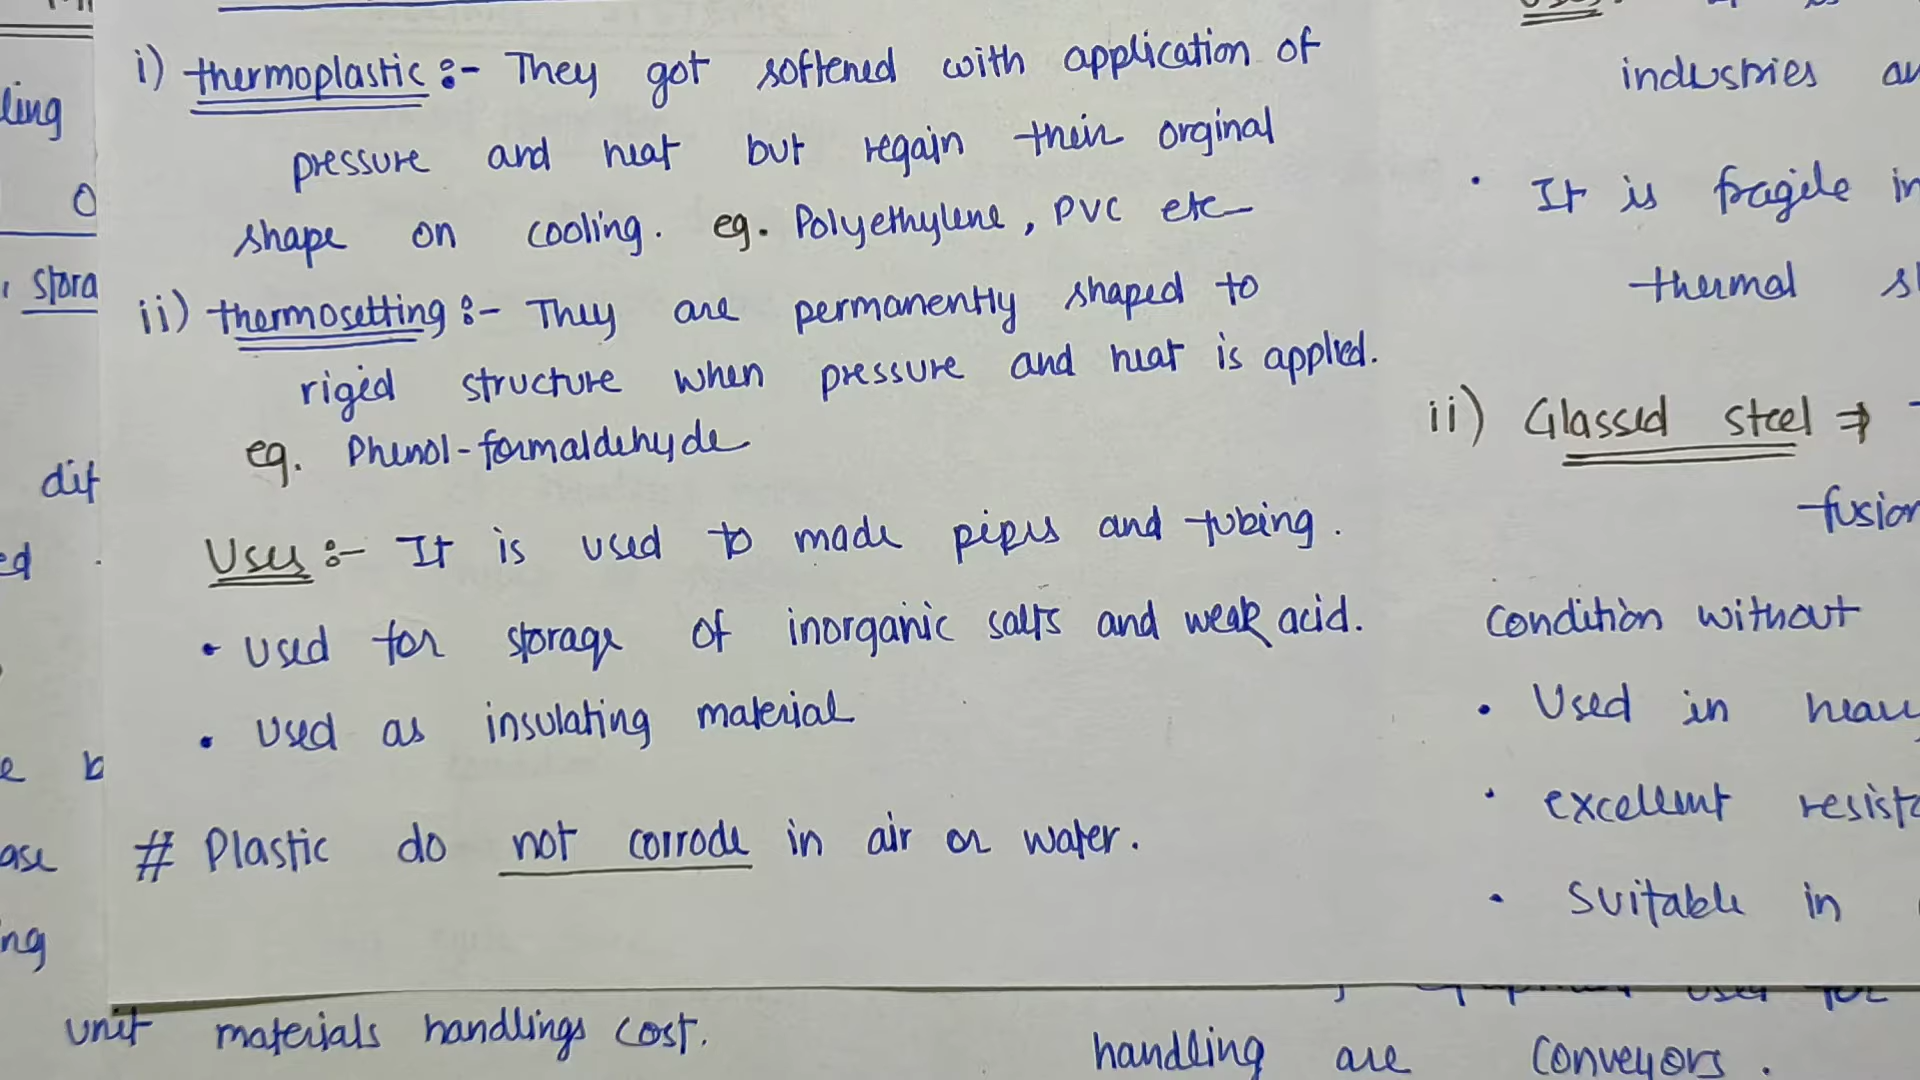 i) thermoplastic :- They got softened with application of
pressure and heat but regain their orginal
shape on cooling. eg. Polyethylene, PVC etc
ii) thermosetting :- They are permanently shaped to
rigid structure when pressure and heat is applied.
eg. Phenol-formaldehyde
Uses :- It is used to made pipes and tubing.
• used for storage of inorganic salts and weak acid.
• used as insulating material
# Plastic do not corrode in air or water.
industries
• It is fragile in
thermal
ii) Glassed steel ⇒
fusion
condition without
• Used in heavy
• excellent
• suitable in
unit materials handlings cost.
handling are conveyors.